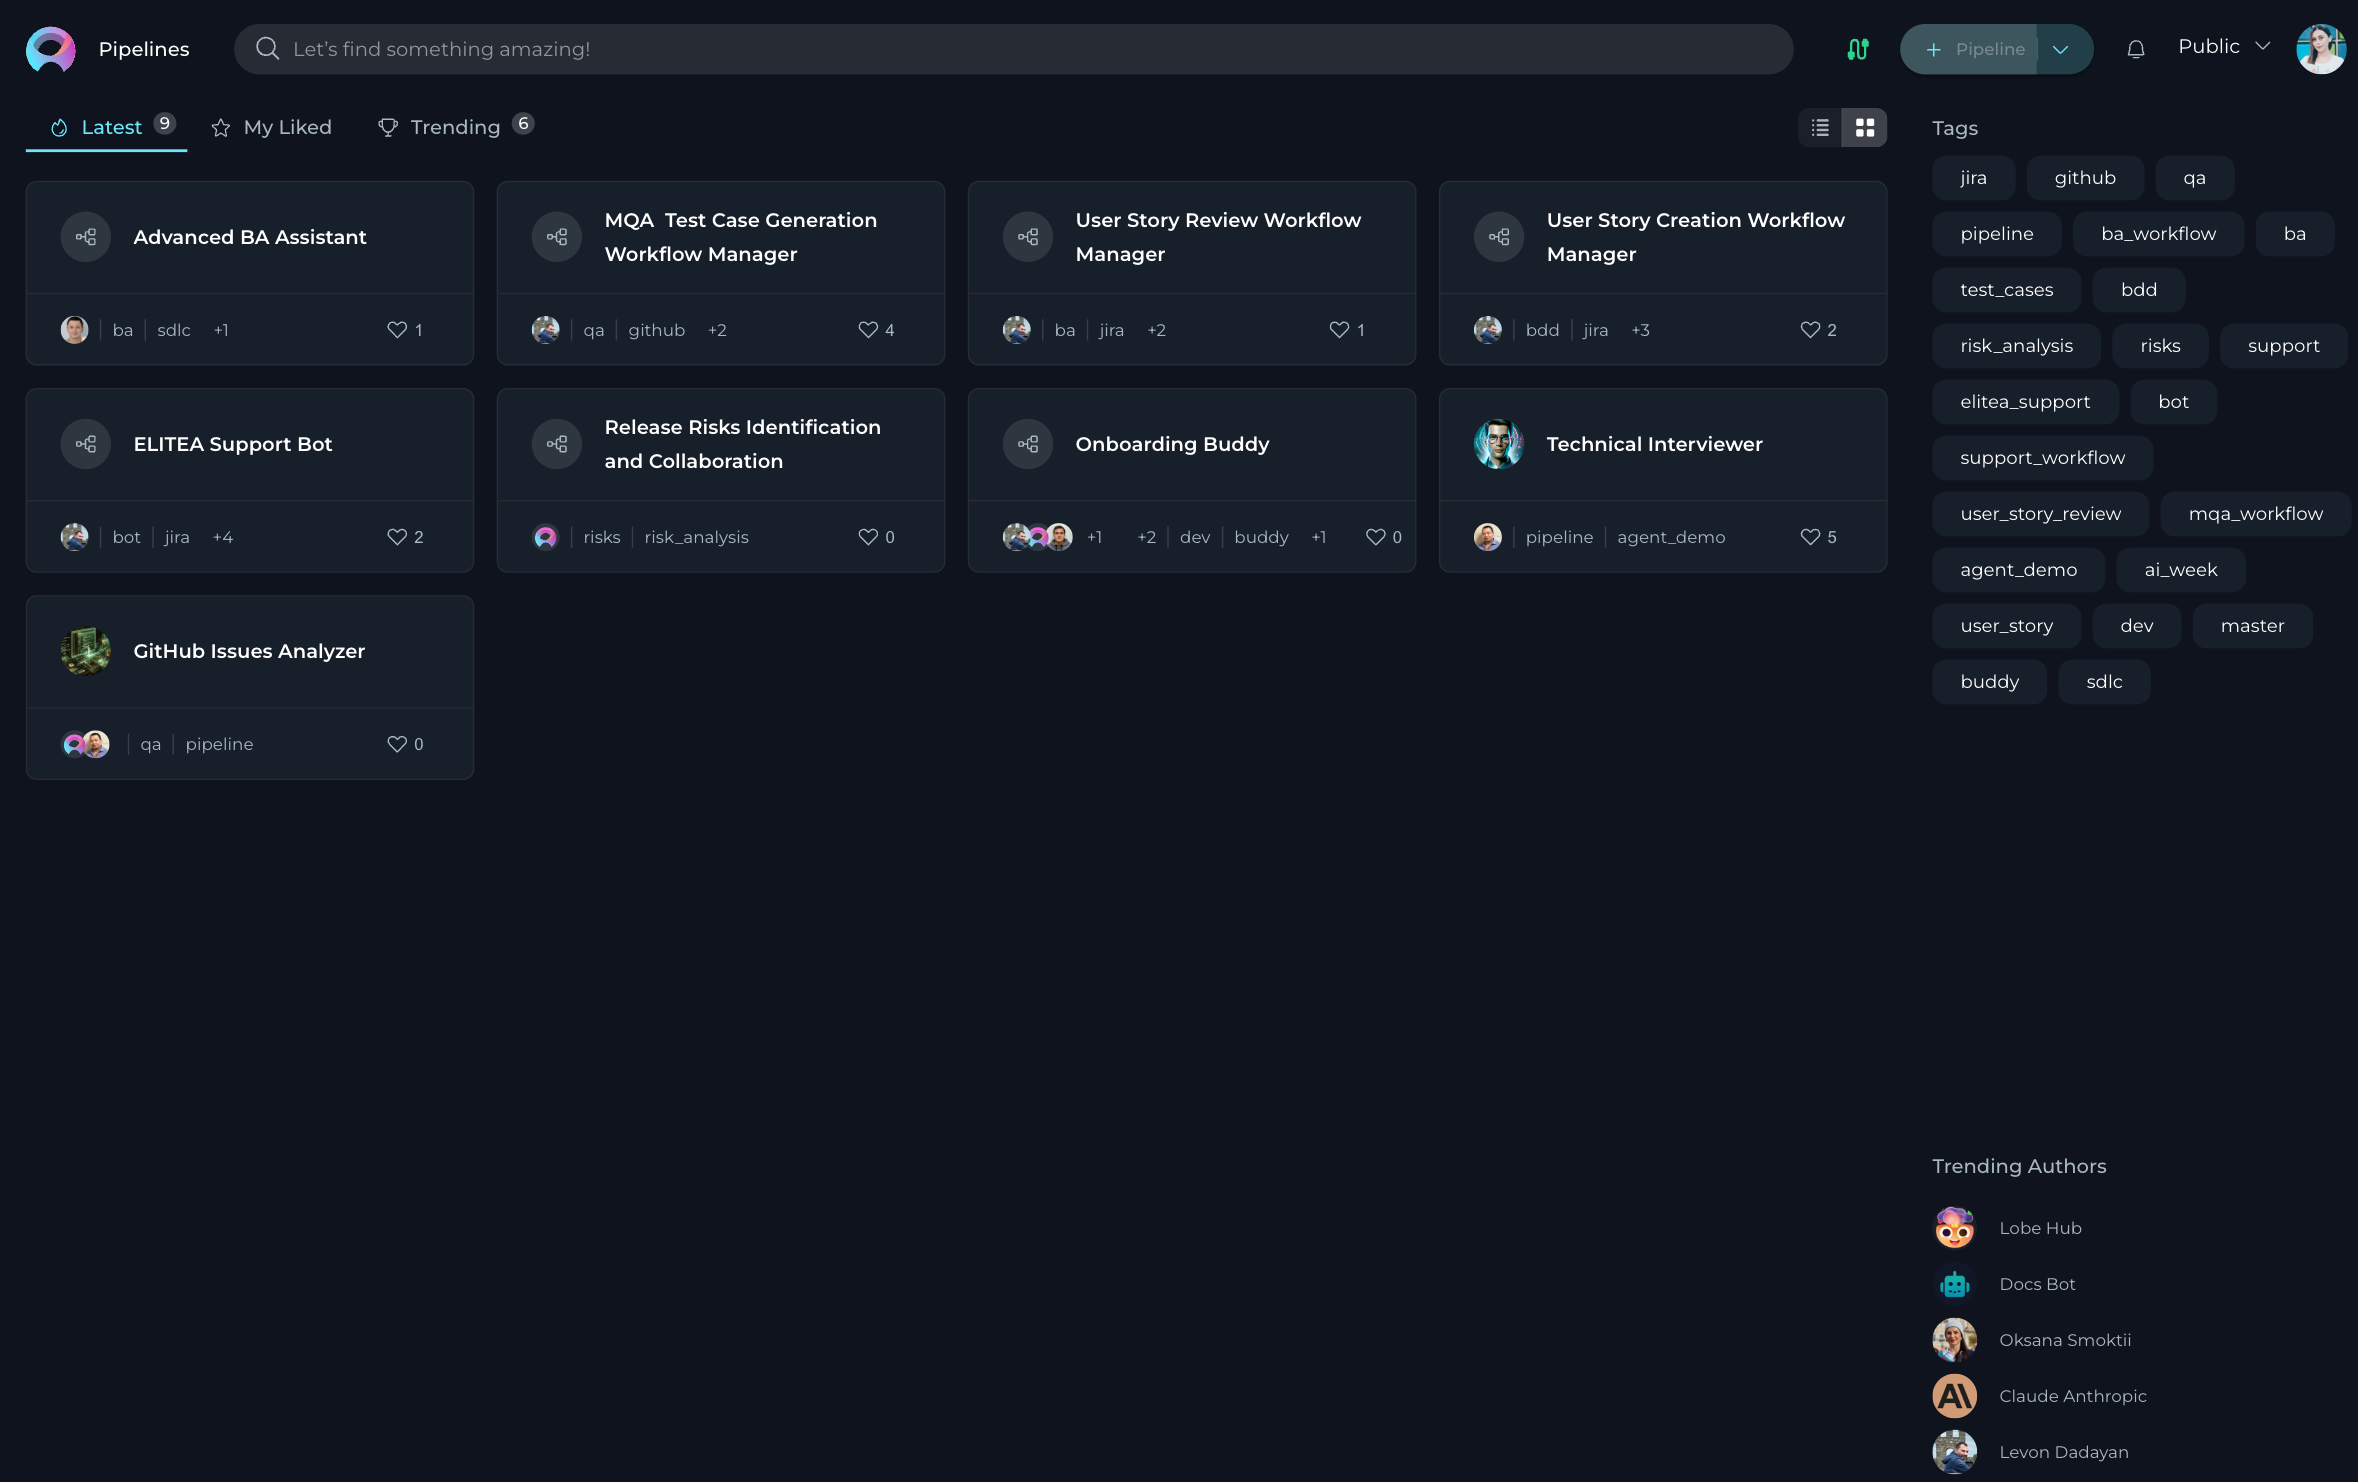 Pipelines
Let's find something amazing!
+ Pipeline
Public
Latest 9
My Liked
Trending 6
Advanced BA Assistant
ba | sdlc +1
1
MQA  Test Case Generation
Workflow Manager
qa | github +2
4
User Story Review Workflow
Manager
ba | jira +2
1
User Story Creation Workflow
Manager
bdd | jira +3
2
ELITEA Support Bot
bot | jira +4
2
Release Risks Identification
and Collaboration
risks | risk_analysis
0
Onboarding Buddy
+1 +2 | dev | buddy +1
0
Technical Interviewer
pipeline | agent_demo
5
GitHub Issues Analyzer
qa | pipeline
0
Tags
jira github qa
pipeline ba_workflow ba
test_cases bdd
risk_analysis risks support
elitea_support bot
support_workflow
user_story_review mqa_workflow
agent_demo ai_week
user_story dev master
buddy sdlc
Trending Authors
Lobe Hub
Docs Bot
Oksana Smoktii
Claude Anthropic
Levon Dadayan